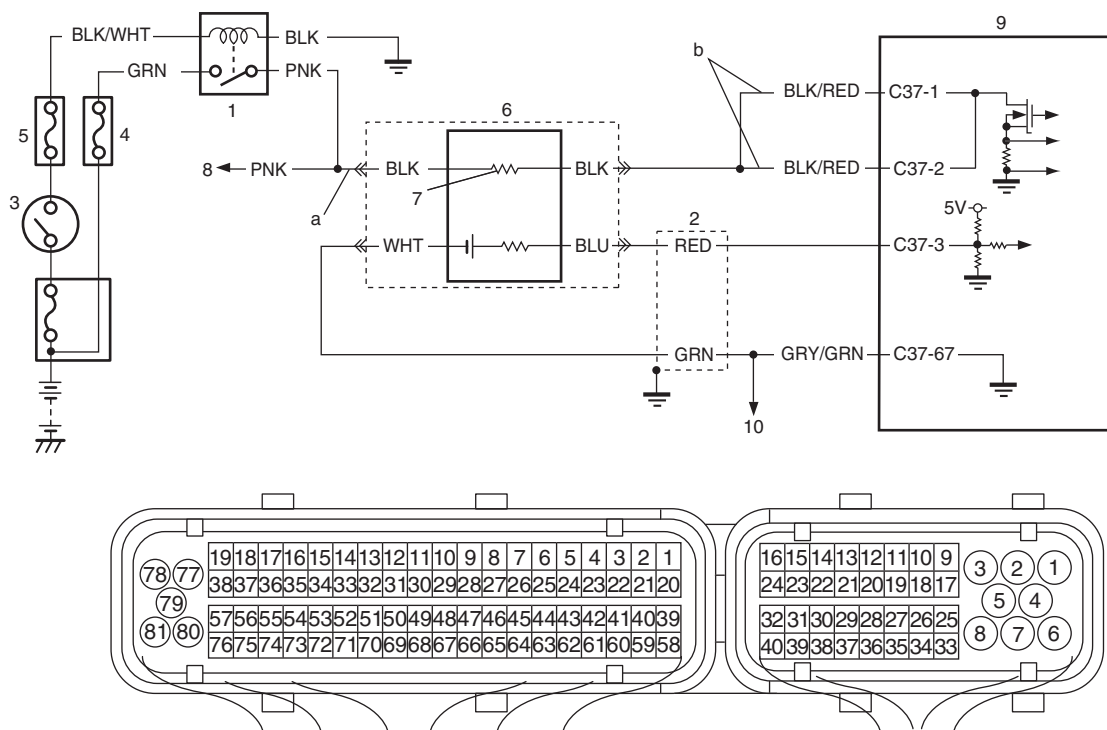 9
BLK/WHT
BLK
b
GRN
PNK
BLK/RED
C37-1
6
1
5
4
8
PNK
BLK
BLK
BLK/RED
C37-2
7
3
a
2
5V
WHT
BLU
RED
C37-3
GRN
GRY/GRN
C37-67
10
19 18 17 16 15 14 13 12 11 10 9 8 7 6 5 4 3 2 1
38 37 36 35 34 33 32 31 30 29 28 27 26 25 24 23 22 21 20
57 56 55 54 53 52 51 50 49 48 47 46 45 44 43 42 41 40 39
76 75 74 73 72 71 70 69 68 67 66 65 64 63 62 61 60 59 58
78 77
79
81 80
16 15 14 13 12 11 10 9
24 23 22 21 20 19 18 17
32 31 30 29 28 27 26 25
40 39 38 37 36 35 34 33
3 2 1
5 4
8 7 6